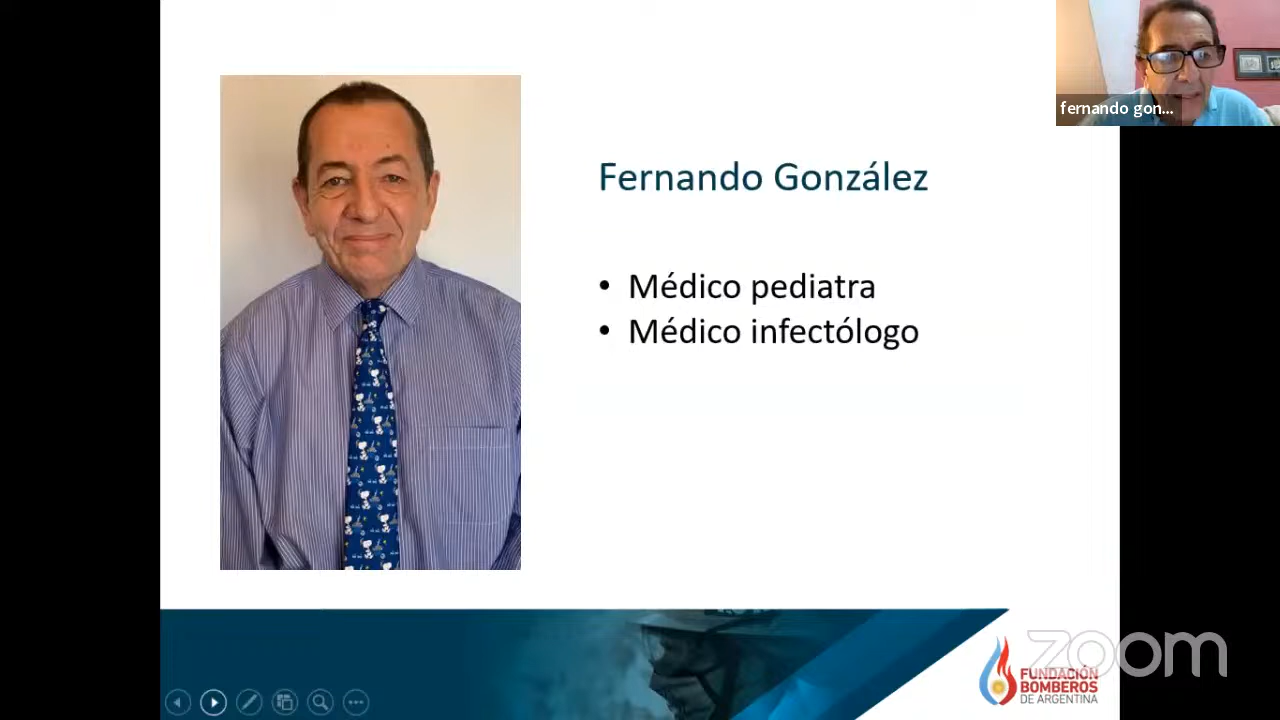 fernando gon...
Fernando González
• Médico pediatra
• Médico infectólogo
zoom
FUNDACIÓN
BOMBEROS
DE ARGENTINA